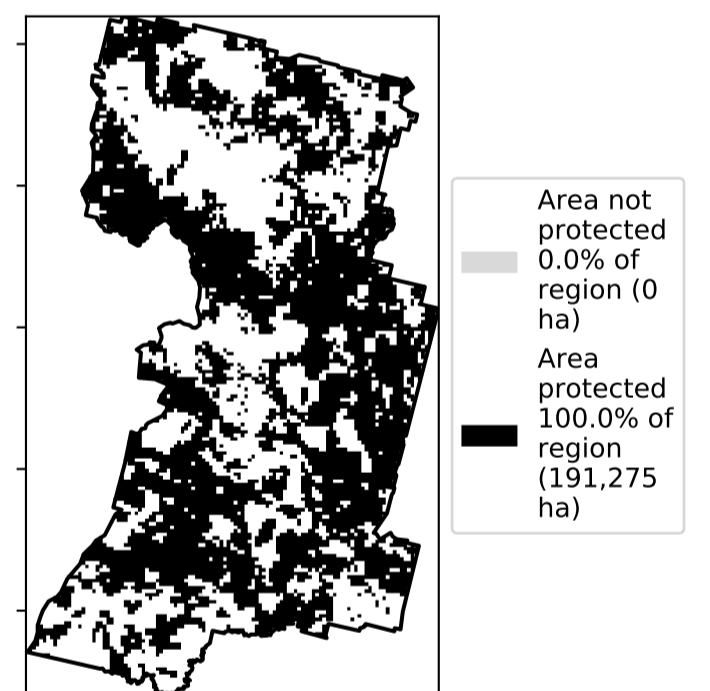 Area not
protected
0.0% of
region (0
ha)
Area
protected
100.0% of
region
(191,275
ha)